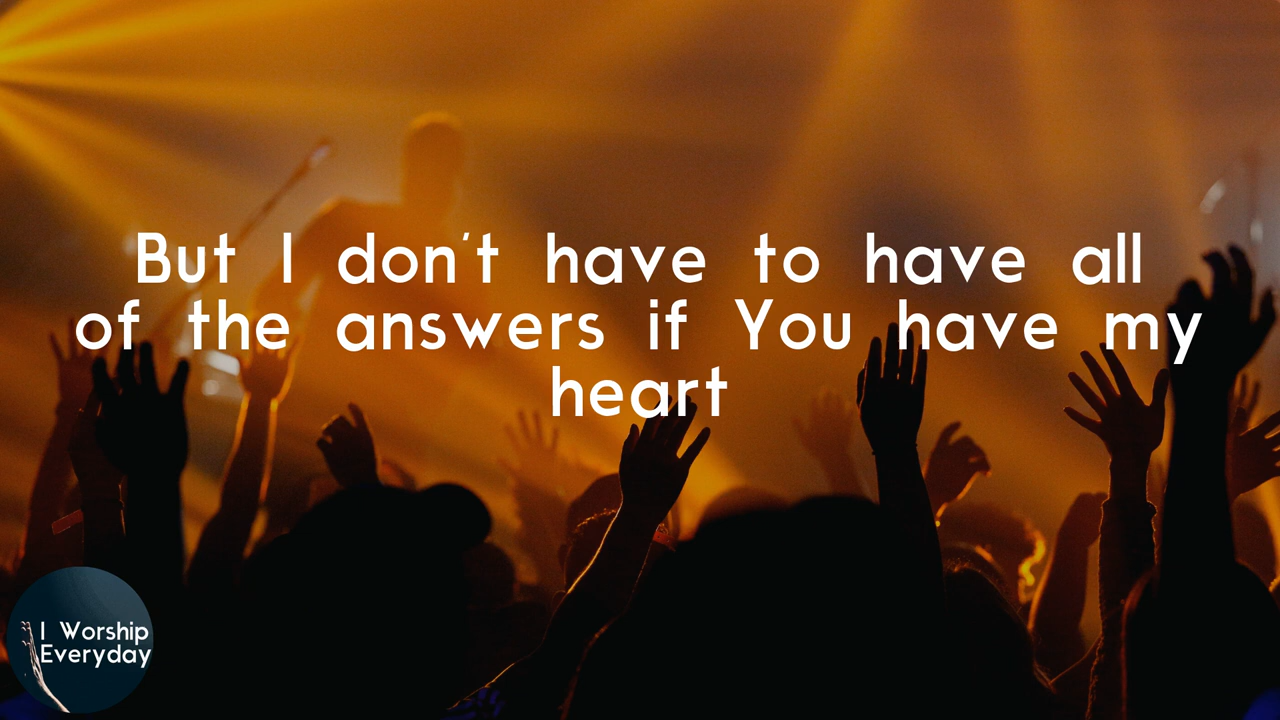 But I don't have to have all
of the answers if You have my
heart
I Worship
Everyday